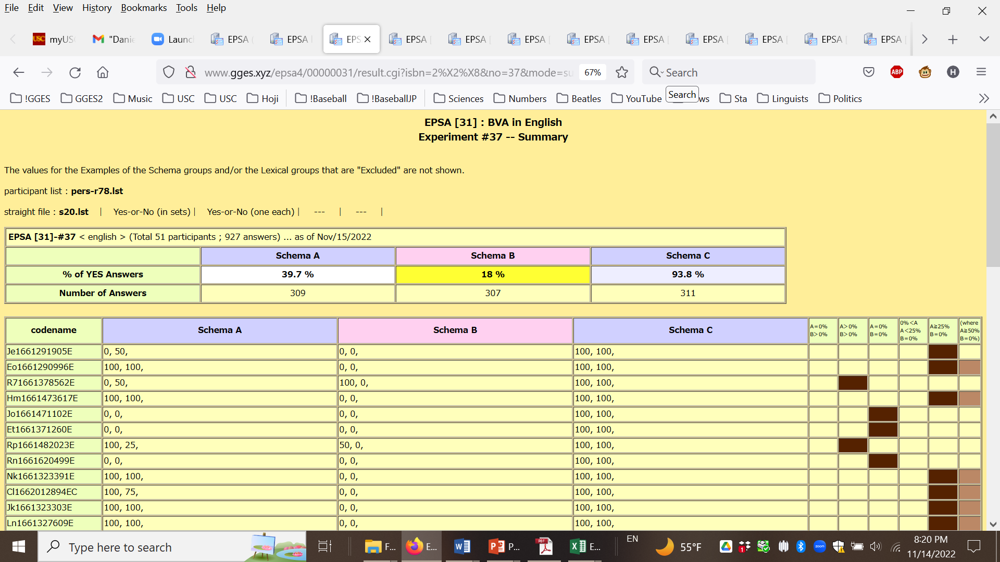 File Edit View History Bookmarks Tools Help
myUS "Danie Launc EPSA EPSA EPS EPSA EPSA EPSA EPSA EPSA EPSA EPSA EPSA EPSA
www.gges.xyz/epsa4/00000031/result.cgi?isbn=2%X2%X8&no=37&mode=su 67% Search
!GGES GGES2 Music USC USC Hoji !Baseball !BaseballJP Sciences Numbers Beatles YouTube Search ws Sta Linguists Politics
EPSA [31] : BVA in English
Experiment #37 -- Summary
The values for the Examples of the Schema groups and/or the Lexical groups that are "Excluded" are not shown.
participant list : pers-r78.lst
straight file : s20.lst | Yes-or-No (in sets) | Yes-or-No (one each) | --- | --- |
EPSA [31]-#37 < english > (Total 51 participants ; 927 answers) ... as of Nov/15/2022
Schema A Schema B Schema C
% of YES Answers 39.7 % 18 % 93.8 %
Number of Answers 309 307 311
codename Schema A Schema B Schema C A=0% B>0% A>0% B>0% A=0% B=0% 0%<A A<25% B=0% A≥25% B=0% (where A≥50% B=0%)
Je1661291905E 0, 50, 0, 0, 100, 100,
Eo1661290996E 100, 100, 0, 0, 100, 100,
R71661378562E 0, 50, 100, 0, 100, 100,
Hm1661473617E 100, 100, 0, 0, 100, 100,
Jo1661471102E 0, 0, 0, 0, 100, 100,
Et1661371260E 0, 0, 0, 0, 100, 100,
Rp1661482023E 100, 25, 50, 0, 100, 100,
Rn1661620499E 0, 0, 0, 0, 100, 100,
Nk1661323391E 100, 100, 0, 0, 100, 100,
Cl1662012894EC 100, 75, 0, 0, 100, 100,
Jk1661323303E 100, 100, 0, 0, 100, 100,
Ln1661327609E 100, 100, 0, 0, 100, 100,
Type here to search F... E... P... E... EN 55°F 8:20 PM
11/14/2022